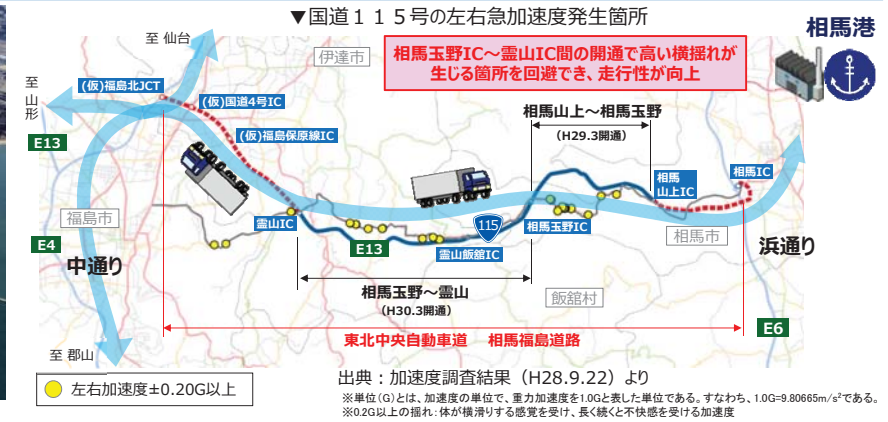 ▼国道１１５号の左右急加速度発生箇所
相馬港
至 仙台
伊達市
相馬玉野IC～霊山IC間の開通で高い横揺れが
生じる箇所を回避でき、走行性が向上
至 山形
(仮)福島北JCT
(仮)国道4号IC
(仮)福島保原線IC
E13
相馬山上～相馬玉野
(H29.3開通)
相馬
山上IC
相馬IC
福島市
霊山IC
E13
霊山飯舘IC
115
相馬玉野IC
相馬市
浜通り
E4
中通り
相馬玉野～霊山
(H30.3開通)
飯舘村
東北中央自動車道　相馬福島道路
E6
至 郡山
左右加速度±0.20G以上
出典：加速度調査結果（H28.9.22）より
※単位（G）とは、加速度の単位で、重力加速度を1.0Gと表した単位である。すなわち、1.0G=9.80665m/s²である。
※0.2G以上の揺れ：体が横滑りする感覚を受け、長く続くと不快感を受ける加速度